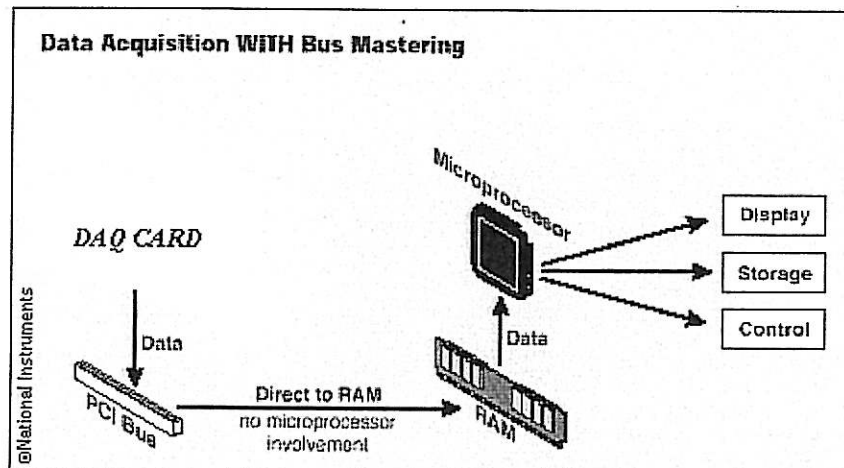 Data Acquisition WITH Bus Mastering
Microprocessor
DAQ CARD
Display
Storage
Control
Data
Data
Direct to RAM
no microprocessor
involvement
PCI Bus
RAM
@National Instruments